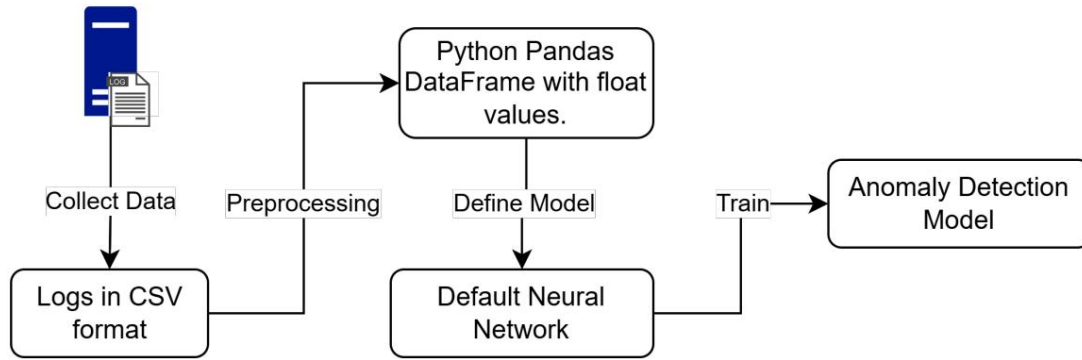 LOG
Collect Data
Logs in CSV
format
Preprocessing
Python Pandas
DataFrame with float
values.
Define Model
Default Neural
Network
Train
Anomaly Detection
Model